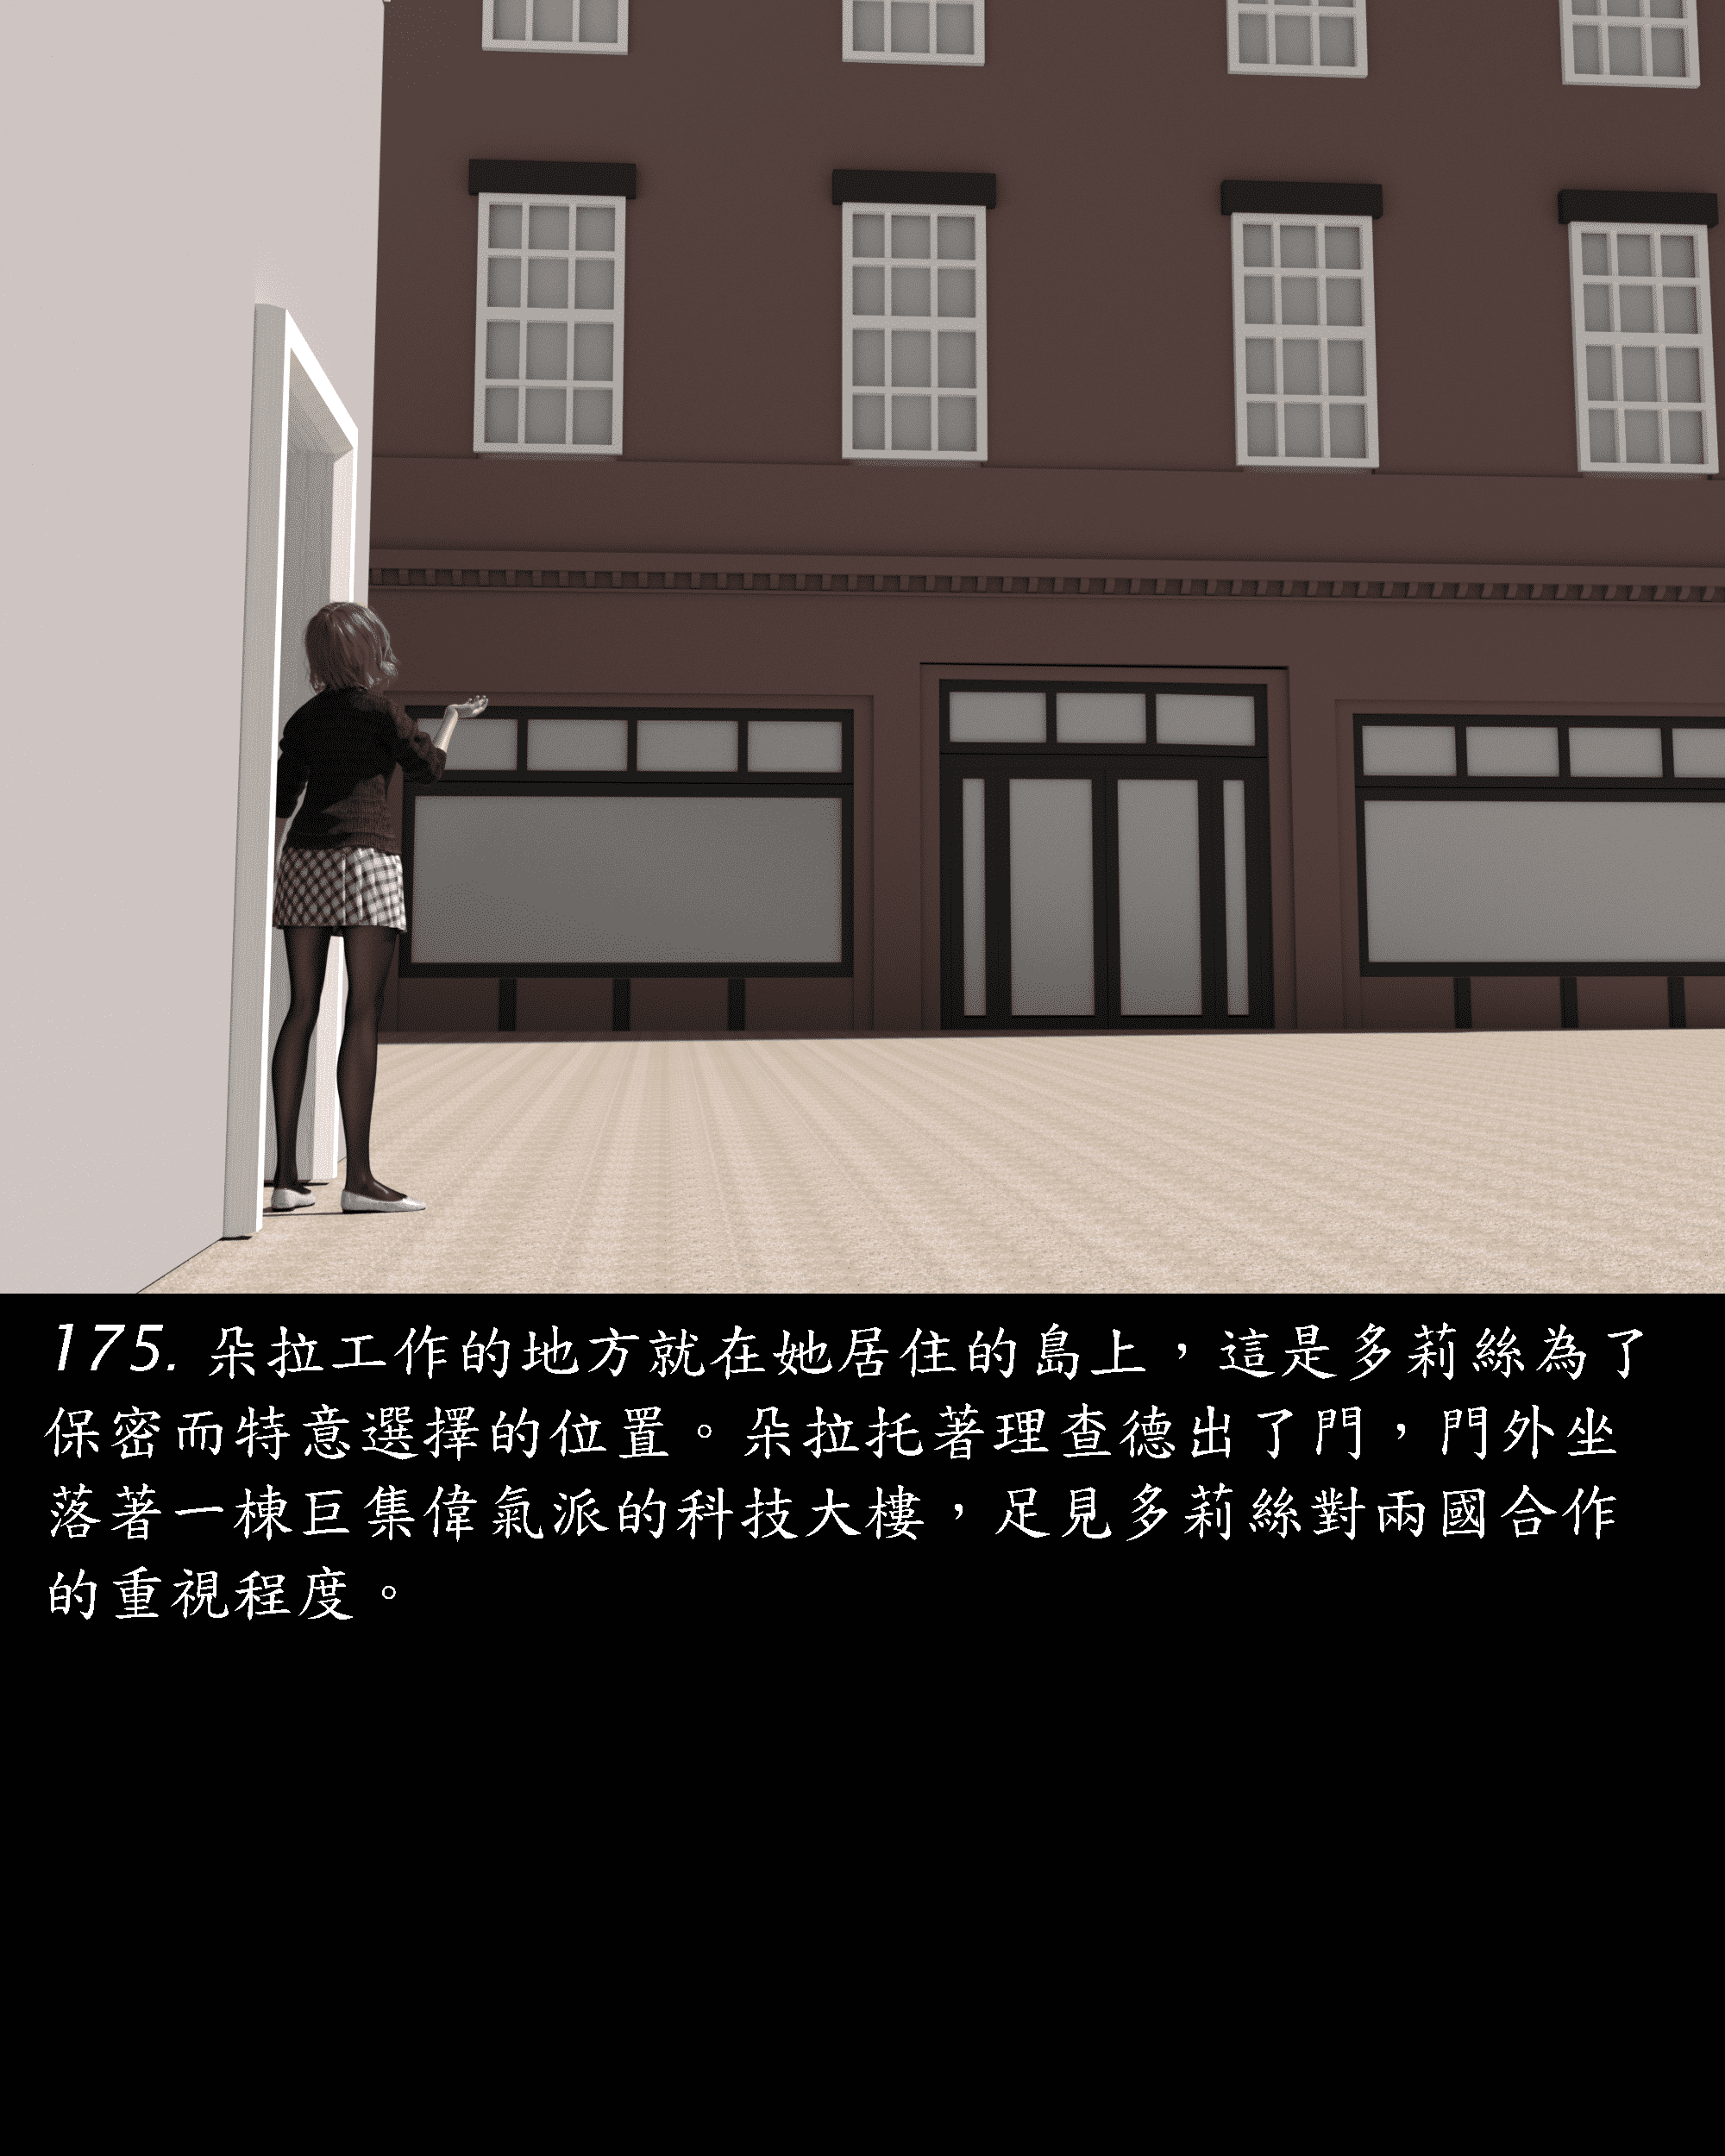 175. 朵拉工作的地方就在她居住的島上，這是多莉絲為了
保密而特意選擇的位置。朵拉托著理查德出了門，門外坐
落著一棟巨集偉氣派的科技大樓，足見多莉絲對兩國合作
的重視程度。